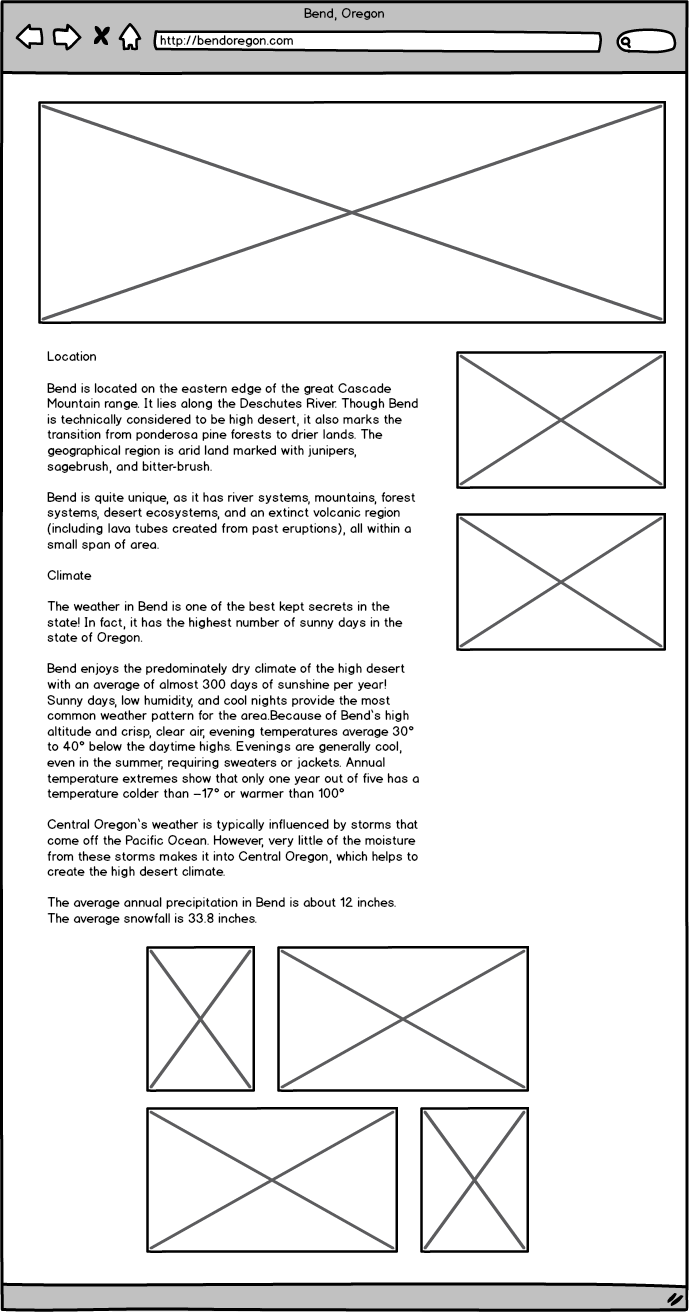 Bend, Oregon
http://bendoregon.com
Location
Bend is located on the eastern edge of the great Cascade
Mountain range. It lies along the Deschutes River. Though Bend
is technically considered to be high desert, it also marks the
transition from ponderosa pine forests to drier lands. The
geographical region is arid land marked with junipers,
sagebrush, and bitter-brush.
Bend is quite unique, as it has river systems, mountains, forest
systems, desert ecosystems, and an extinct volcanic region
(including lava tubes created from past eruptions), all within a
small span of area.
Climate
The weather in Bend is one of the best kept secrets in the
state! In fact, it has the highest number of sunny days in the
state of Oregon.
Bend enjoys the predominately dry climate of the high desert
with an average of almost 300 days of sunshine per year!
Sunny days, low humidity, and cool nights provide the most
common weather pattern for the area.Because of Bend`s high
altitude and crisp, clear air, evening temperatures average 30°
to 40° below the daytime highs. Evenings are generally cool,
even in the summer, requiring sweaters or jackets. Annual
temperature extremes show that only one year out of five has a
temperature colder than –17° or warmer than 100°
Central Oregon`s weather is typically influenced by storms that
come off the Pacific Ocean. However, very little of the moisture
from these storms makes it into Central Oregon, which helps to
create the high desert climate.
The average annual precipitation in Bend is about 12 inches.
The average snowfall is 33.8 inches.